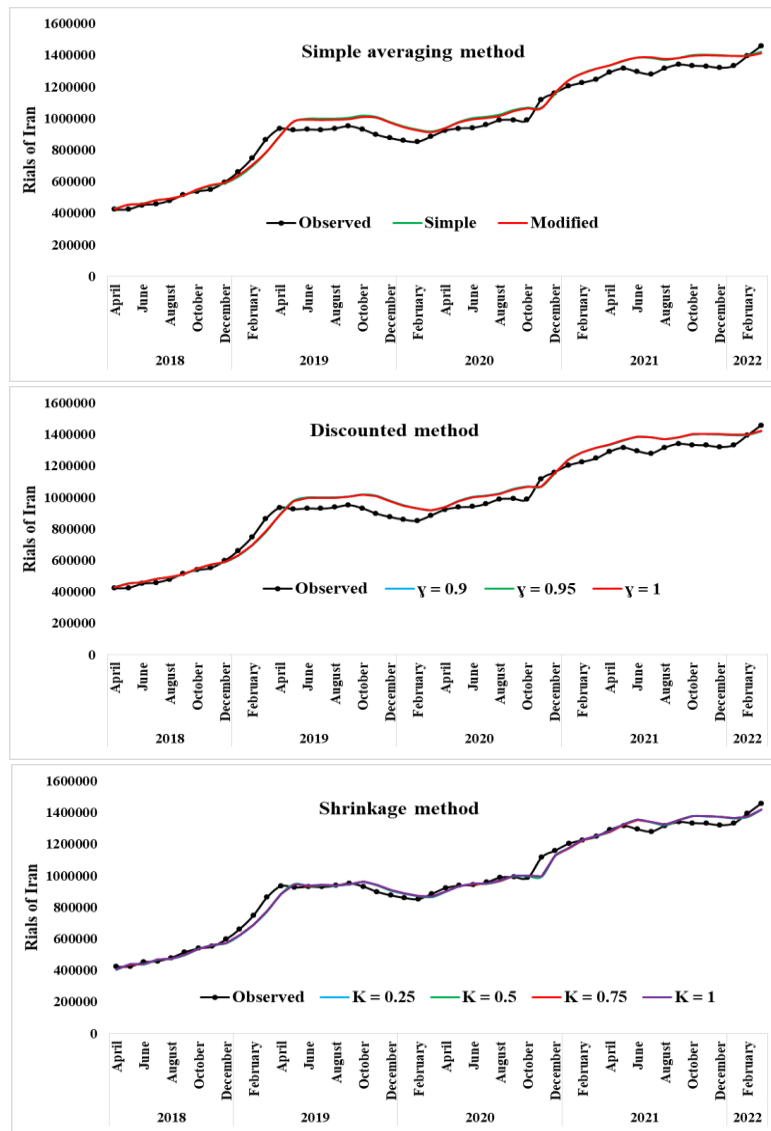 Simple averaging method
Rials of Iran
1600000
1400000
1200000
1000000
800000
600000
400000
200000
0
Observed Simple Modified
April June August October December February April June August October December February April June August October December February April June August October December February
2018 2019 2020 2021 2022
Discounted method
Rials of Iran
1600000
1400000
1200000
1000000
800000
600000
400000
200000
0
Observed ɣ = 0.9 ɣ = 0.95 ɣ = 1
April June August October December February April June August October December February April June August October December February April June August October December February
2018 2019 2020 2021 2022
Shrinkage method
Rials of Iran
1600000
1400000
1200000
1000000
800000
600000
400000
200000
0
Observed K = 0.25 K = 0.5 K = 0.75 K = 1
April June August October December February April June August October December February April June August October December February April June August October December February
2018 2019 2020 2021 2022